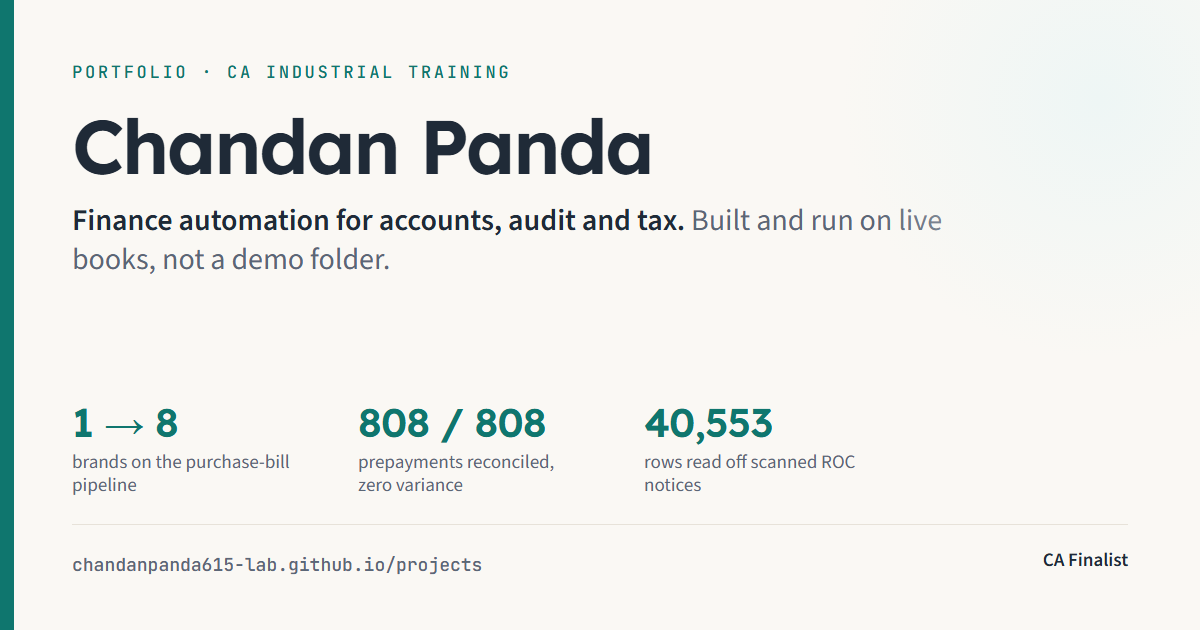 PORTFOLIO · CA INDUSTRIAL TRAINING
Chandan Panda
Finance automation for accounts, audit and tax. Built and run on live
books, not a demo folder.
1 → 8
brands on the purchase-bill
pipeline
808 / 808
prepayments reconciled,
zero variance
40,553
rows read off scanned ROC
notices
chandanpanda615-lab.github.io/projects
CA Finalist